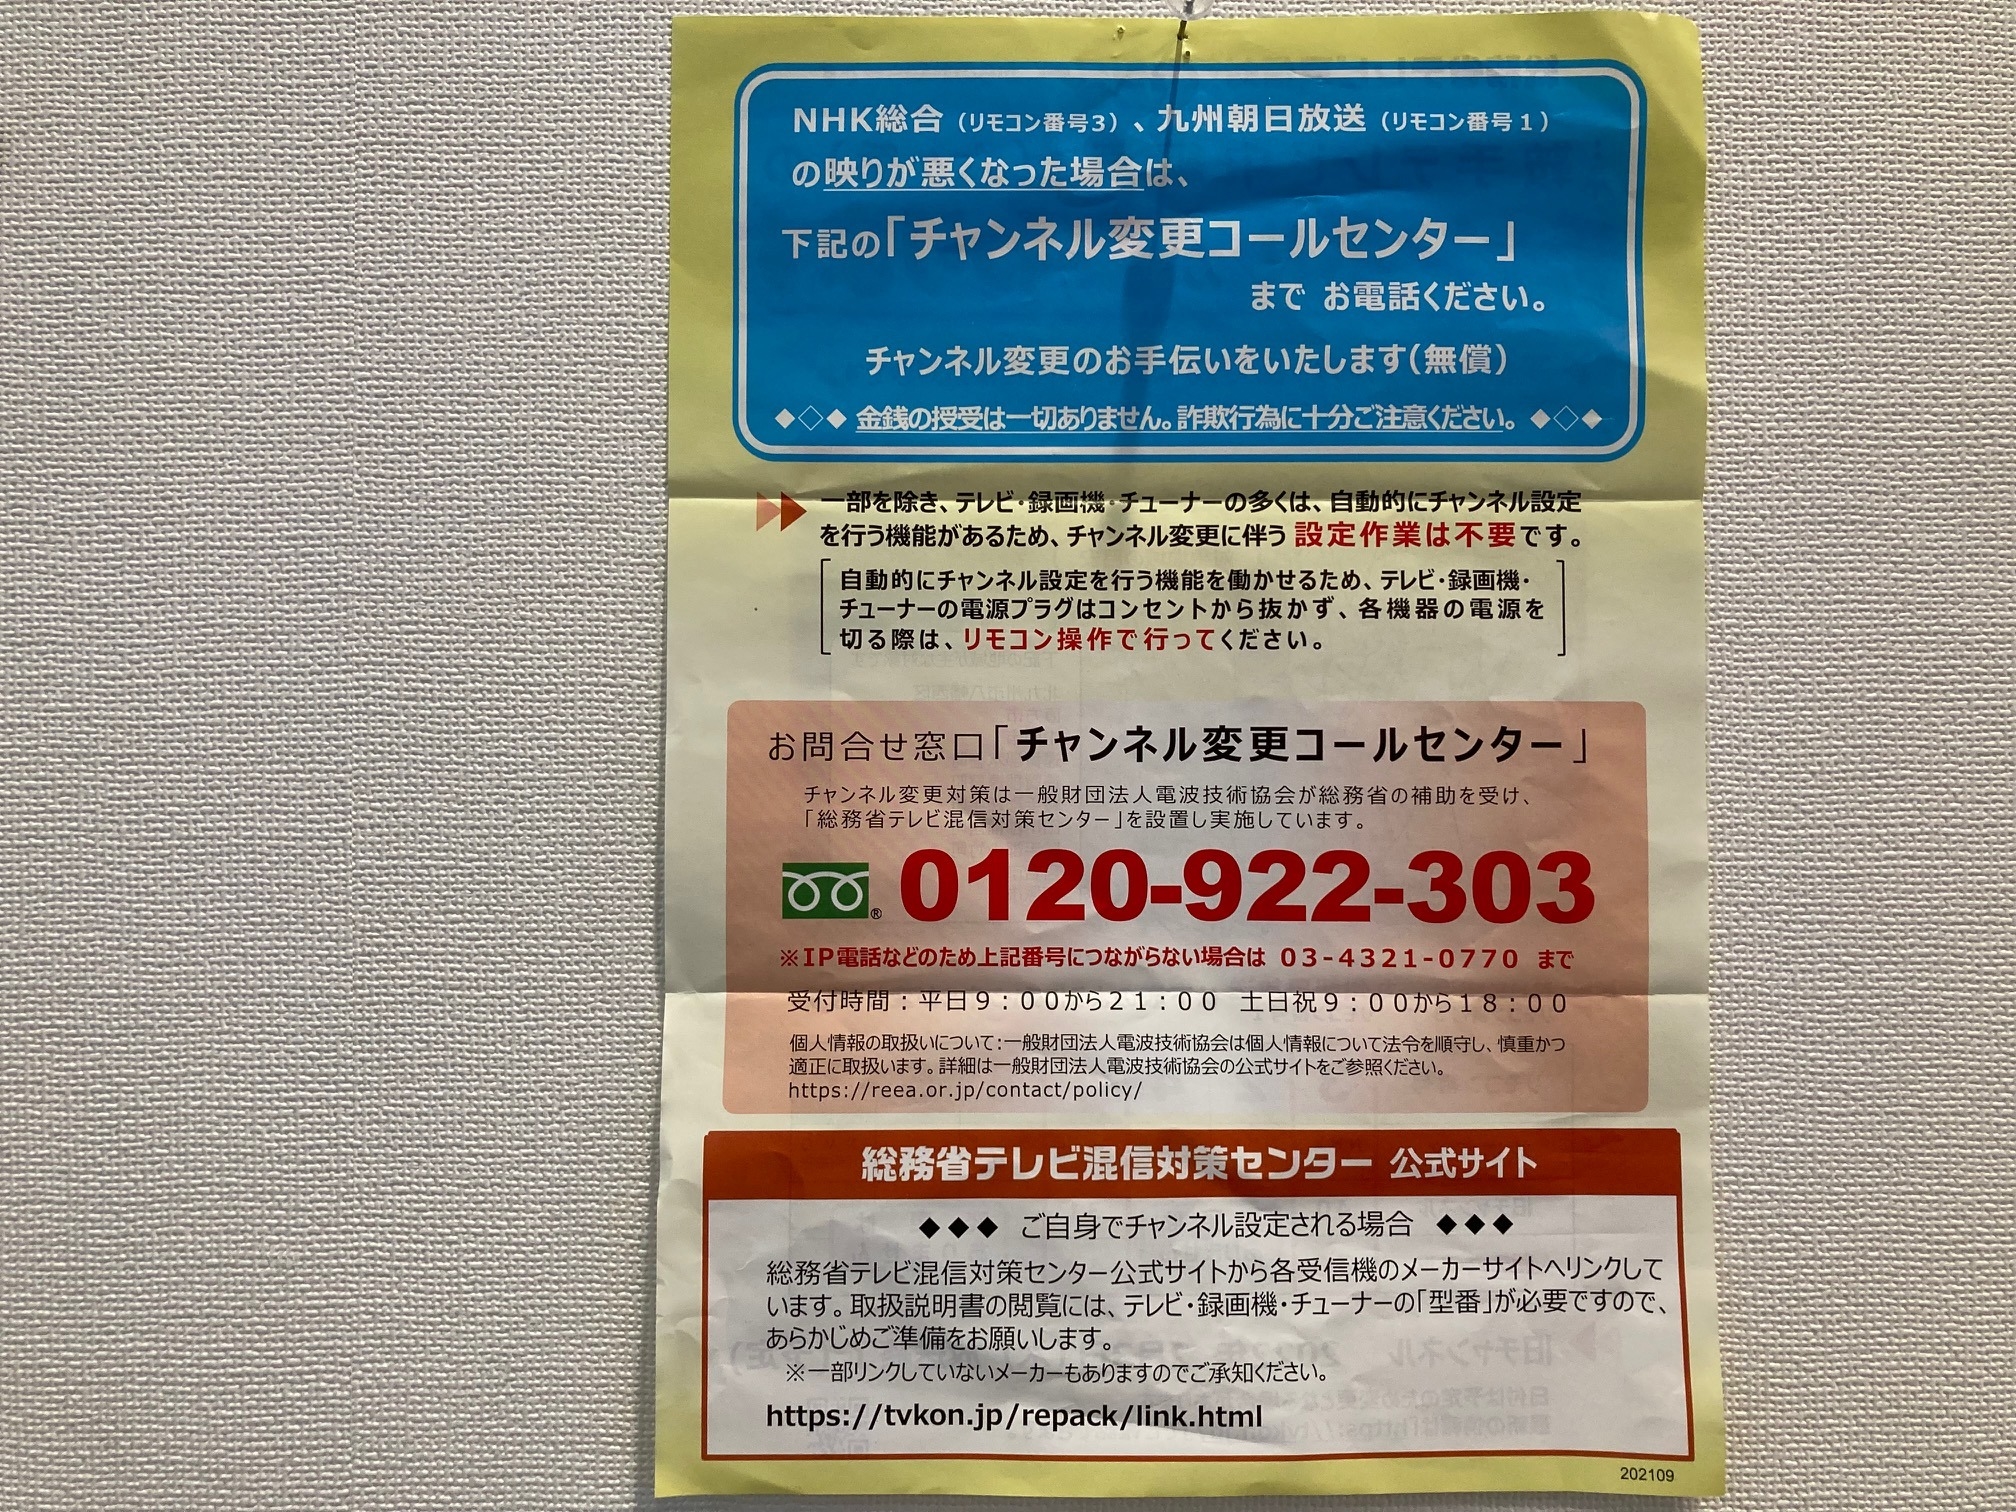 NHK総合（リモコン番号3）、九州朝日放送（リモコン番号１）
の映りが悪くなった場合は、
下記の「チャンネル変更コールセンター」
まで お電話ください。
チャンネル変更のお手伝いをいたします（無償）
◆◇◆ 金銭の授受は一切ありません。詐欺行為に十分ご注意ください。◆◇◆
一部を除き、テレビ・録画機・チューナーの多くは、自動的にチャンネル設定
を行う機能があるため、チャンネル変更に伴う 設定作業は不要です。
自動的にチャンネル設定を行う機能を働かせるため、テレビ・録画機・
チューナーの電源プラグはコンセントから抜かず、各機器の電源を
切る際は、リモコン操作で行ってください。
お問合せ窓口「チャンネル変更コールセンター」
チャンネル変更対策は一般財団法人電波技術協会が総務省の補助を受け、
「総務省テレビ混信対策センター」を設置し実施しています。
® 0120-922-303
※ＩＰ電話などのため上記番号につながらない場合は 03-4321-0770 まで
受付時間：平日９：００から２１：００ 土日祝９：００から１８：００
個人情報の取扱いについて：一般財団法人電波技術協会は個人情報について法令を順守し、慎重かつ
適正に取扱います。詳細は一般財団法人電波技術協会の公式サイトをご参照ください。
https://reea.or.jp/contact/policy/
総務省テレビ混信対策センター 公式サイト
◆◆◆ ご自身でチャンネル設定される場合 ◆◆◆
総務省テレビ混信対策センター公式サイトから各受信機のメーカーサイトへリンクして
います。取扱説明書の閲覧には、テレビ・録画機・チューナーの「型番」が必要ですので、
あらかじめご準備をお願いします。
※一部リンクしていないメーカーもありますのでご承知ください。
https://tvkon.jp/repack/link.html
202109